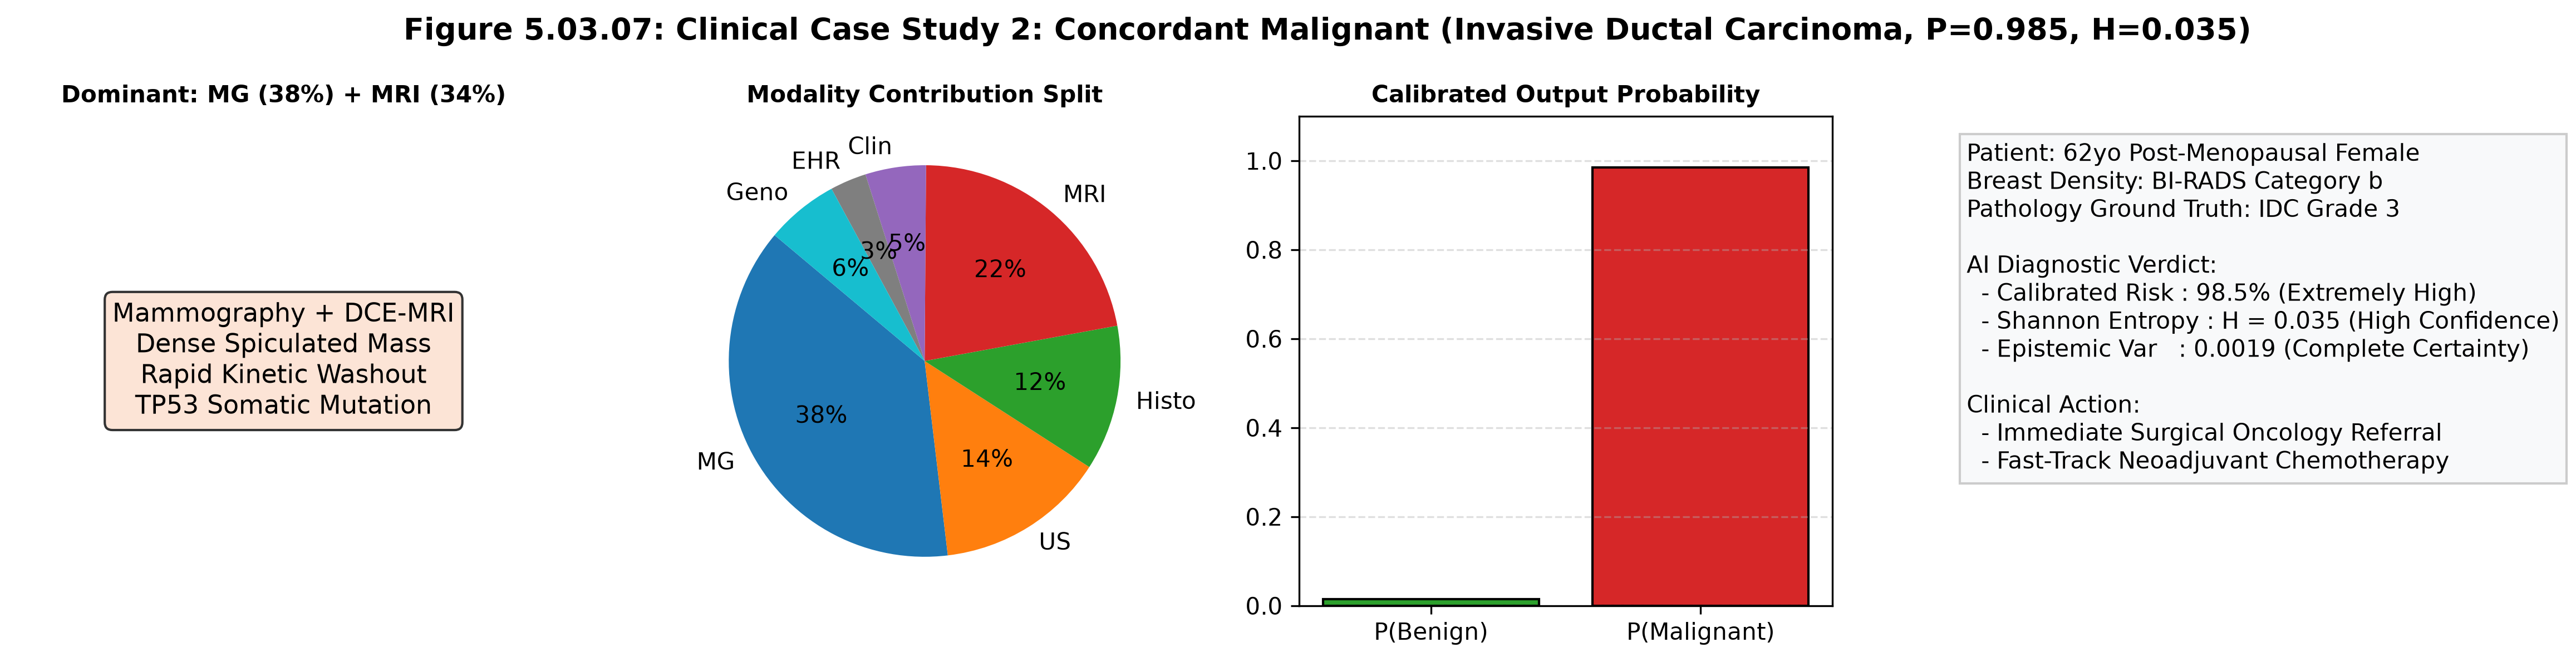 Figure 5.03.07: Clinical Case Study 2: Concordant Malignant (Invasive Ductal Carcinoma, P=0.985, H=0.035)
Dominant: MG (38%) + MRI (34%)
Mammography + DCE-MRI
Dense Spiculated Mass
Rapid Kinetic Washout
TP53 Somatic Mutation
Modality Contribution Split
Clin
EHR
Geno
MRI
Histo
US
MG
5%
3%
6%
22%
12%
14%
38%
Calibrated Output Probability
1.0
0.8
0.6
0.4
0.2
0.0
P(Benign)
P(Malignant)
Patient: 62yo Post-Menopausal Female
Breast Density: BI-RADS Category b
Pathology Ground Truth: IDC Grade 3
AI Diagnostic Verdict:
- Calibrated Risk : 98.5% (Extremely High)
- Shannon Entropy : H = 0.035 (High Confidence)
- Epistemic Var   : 0.0019 (Complete Certainty)
Clinical Action:
- Immediate Surgical Oncology Referral
- Fast-Track Neoadjuvant Chemotherapy